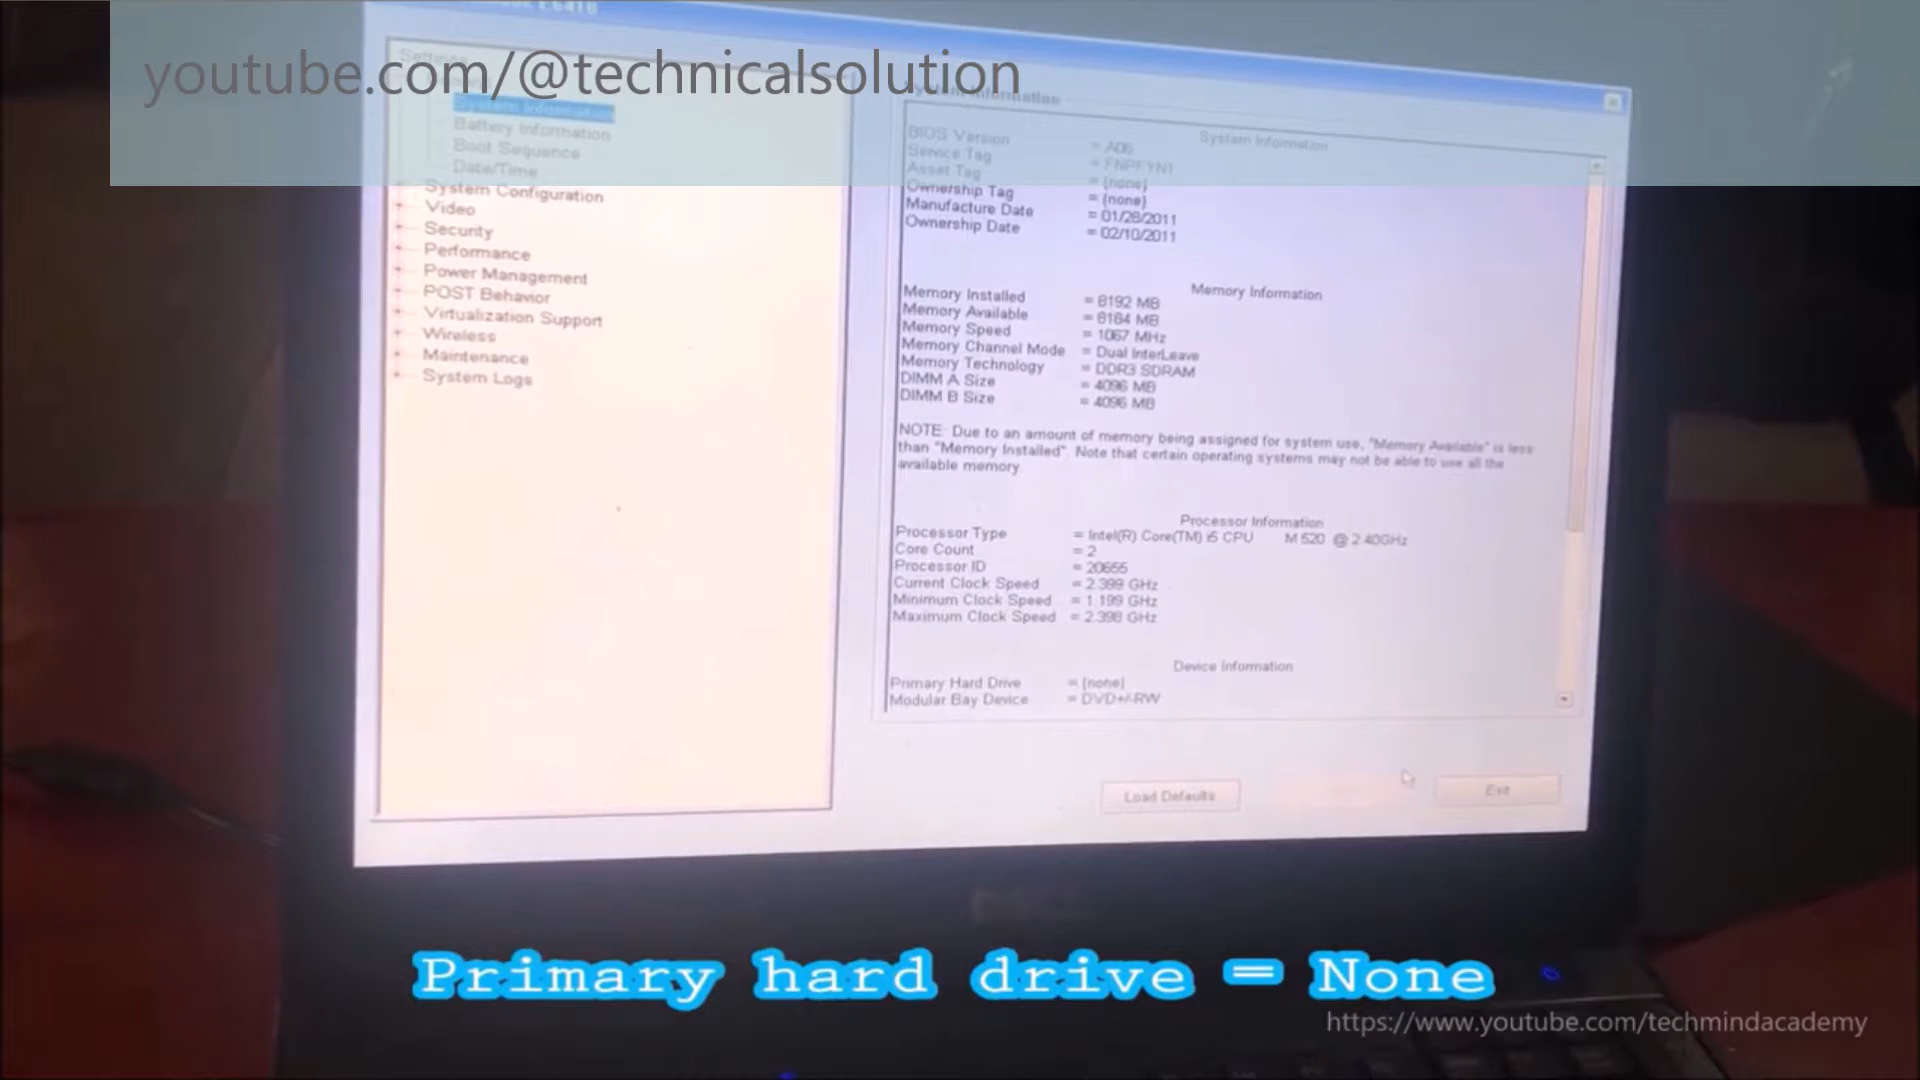 E6410
youtube.com/@technicalsolution
Settings
System Information
Battery Information
Boot Sequence
Date/Time
System Configuration
Video
Security
Performance
Power Management
POST Behavior
Virtualization Support
Wireless
Maintenance
System Logs
System Information
System Information
BIOS Version = A06
Service Tag = FNPFYN1
Asset Tag = (none)
Ownership Tag = (none)
Manufacture Date = 01/28/2011
Ownership Date = 02/10/2011
Memory Information
Memory Installed = 8192 MB
Memory Available = 8164 MB
Memory Speed = 1067 MHz
Memory Channel Mode = Dual InterLeave
Memory Technology = DDR3 SDRAM
DIMM A Size = 4096 MB
DIMM B Size = 4096 MB
NOTE: Due to an amount of memory being assigned for system use, "Memory Available" is less
than "Memory Installed". Note that certain operating systems may not be able to use all the
available memory
Processor Information
Processor Type = Intel(R) Core(TM) i5 CPU M 520 @ 2.40GHz
Core Count = 2
Processor ID = 20655
Current Clock Speed = 2.399 GHz
Minimum Clock Speed = 1.199 GHz
Maximum Clock Speed = 2.398 GHz
Device Information
Primary Hard Drive = (none)
Modular Bay Device = DVD+/-RW
Load Defaults
Exit
Primary hard drive = None
https://www.youtube.com/techmindacademy